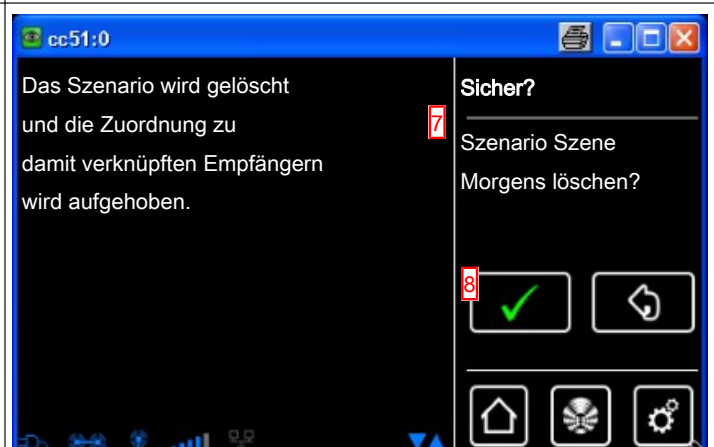 cc51:0
Das Szenario wird gelöscht
und die Zuordnung zu
damit verknüpften Empfängern
wird aufgehoben.
7
Sicher?
Szenario Szene
Morgens löschen?
8